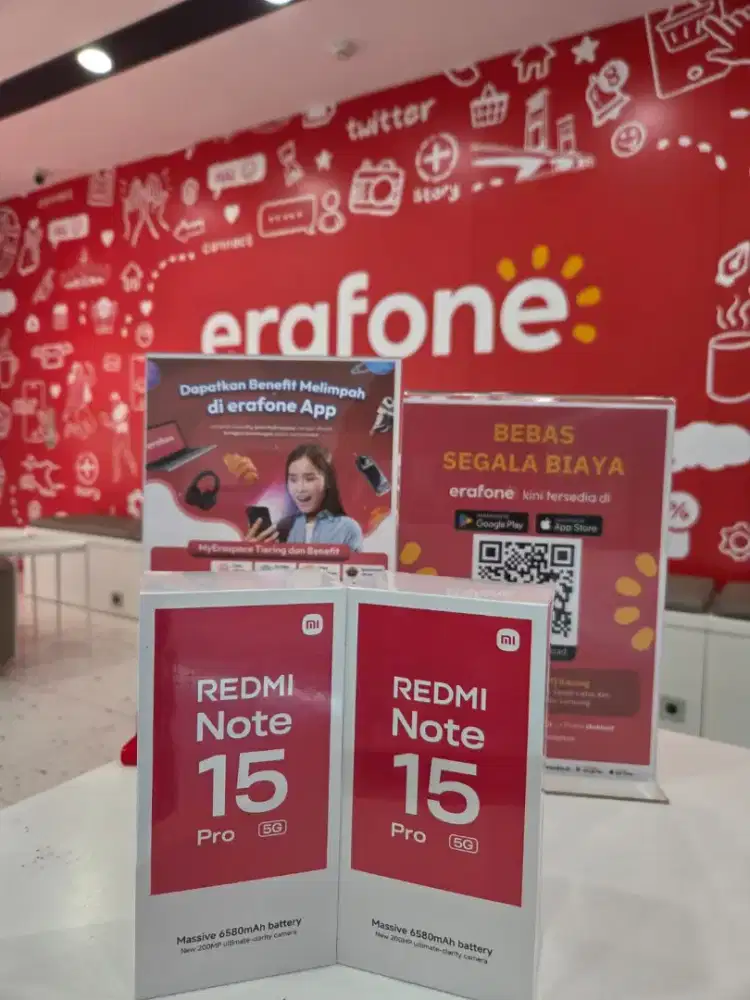 twitter
story
connect
erafone
Dapatkan Benefit Melimpah
di erafone App
MyEraspace Tiering dan Benefit
BEBAS
SEGALA BIAYA
erafone kini tersedia di
Google Play
App Store
mi
REDMI
Note
15
Pro 5G
Massive 6580mAh battery
New 200MP ultimate-clarity camera
mi
REDMI
Note
15
Pro 5G
Massive 6580mAh battery
New 200MP ultimate-clarity camera